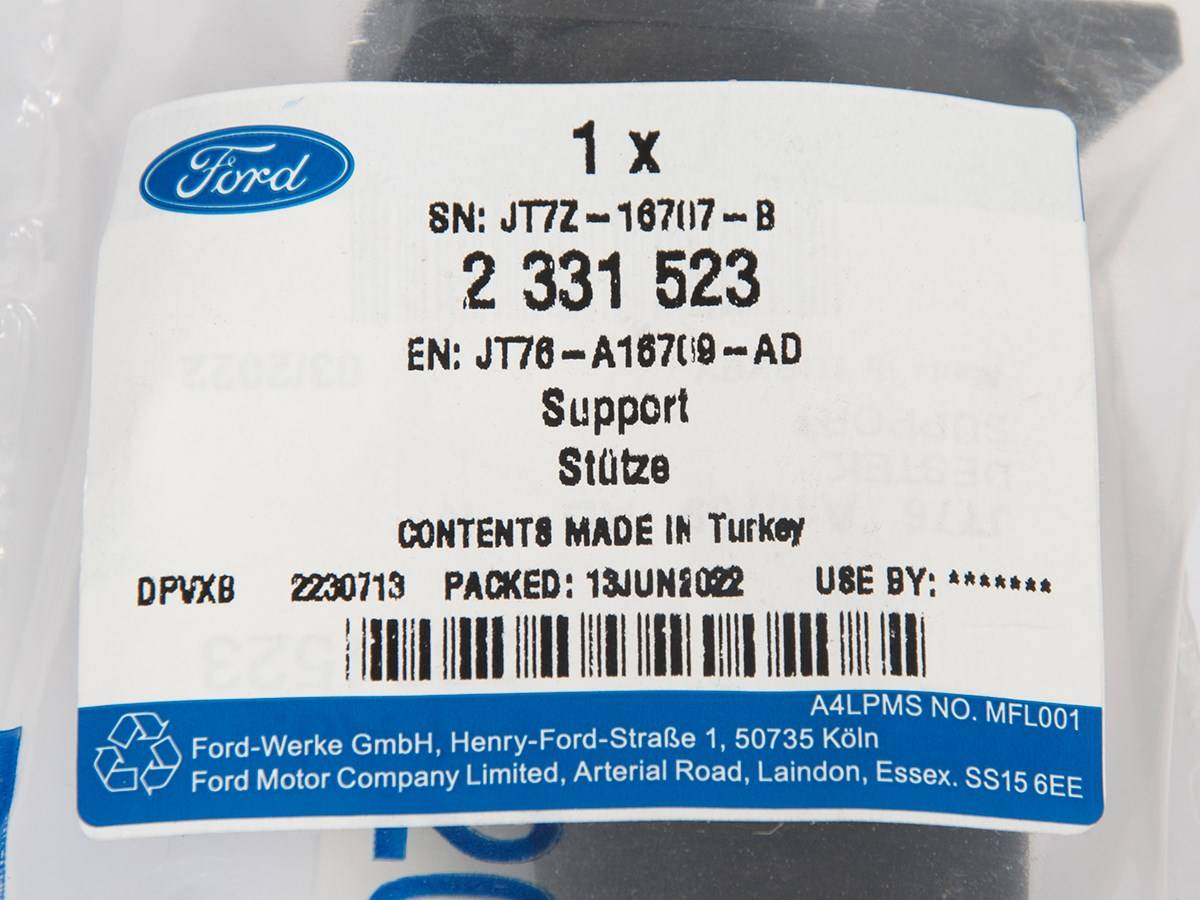 Ford
1 x
SN: JT7Z-16707-B
2 331 523
EN: JT76-A16709-AD
Support
Stütze
CONTENTS MADE IN Turkey
DPVXB 2230713 PACKED: 13JUN2022 USE BY: *******
A4LPMS NO. MFL001
Ford-Werke GmbH, Henry-Ford-Straße 1, 50735 Köln
Ford Motor Company Limited, Arterial Road, Laindon, Essex. SS15 6EE